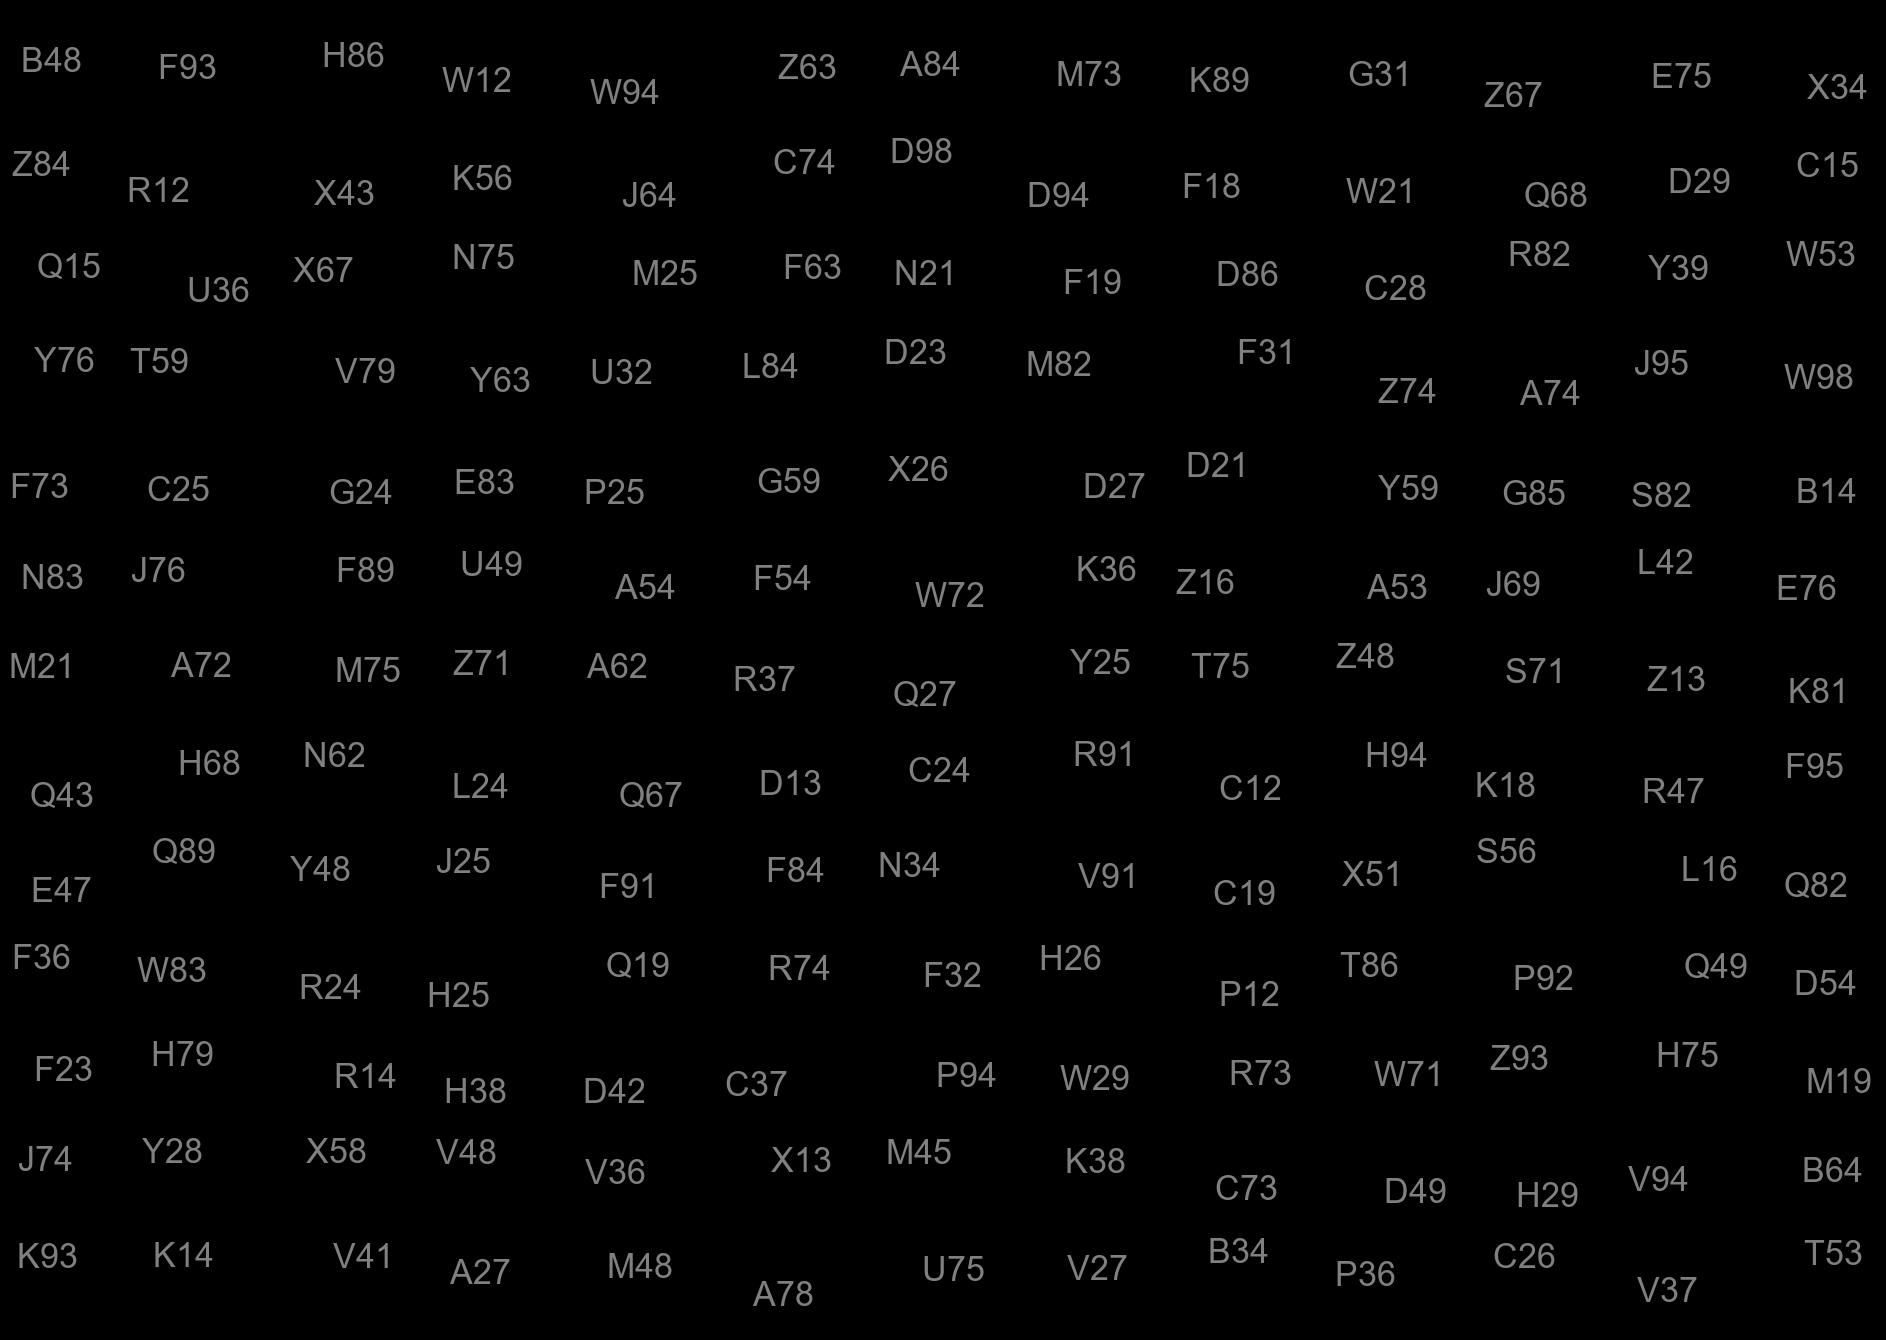 B48 F93 H86 W12 W94 Z63 A84 M73 K89 G31 Z67 E75 X34
Z84 R12 X43 K56 J64 C74 D98 D94 F18 W21 Q68 D29 C15
Q15 U36 X67 N75 M25 F63 N21 F19 D86 C28 R82 Y39 W53
Y76 T59 V79 Y63 U32 L84 D23 M82 F31 Z74 A74 J95 W98
F73 C25 G24 E83 P25 G59 X26 D27 D21 Y59 G85 S82 B14
N83 J76 F89 U49 A54 F54 W72 K36 Z16 A53 J69 L42 E76
M21 A72 M75 Z71 A62 R37 Q27 Y25 T75 Z48 S71 Z13 K81
Q43 H68 N62 L24 Q67 D13 C24 R91 C12 H94 K18 R47 F95
E47 Q89 Y48 J25 F91 F84 N34 V91 C19 X51 S56 L16 Q82
F36 W83 R24 H25 Q19 R74 F32 H26 P12 T86 P92 Q49 D54
F23 H79 R14 H38 D42 C37 P94 W29 R73 W71 Z93 H75 M19
J74 Y28 X58 V48 V36 X13 M45 K38 C73 D49 H29 V94 B64
K93 K14 V41 A27 M48 A78 U75 V27 B34 P36 C26 V37 T53